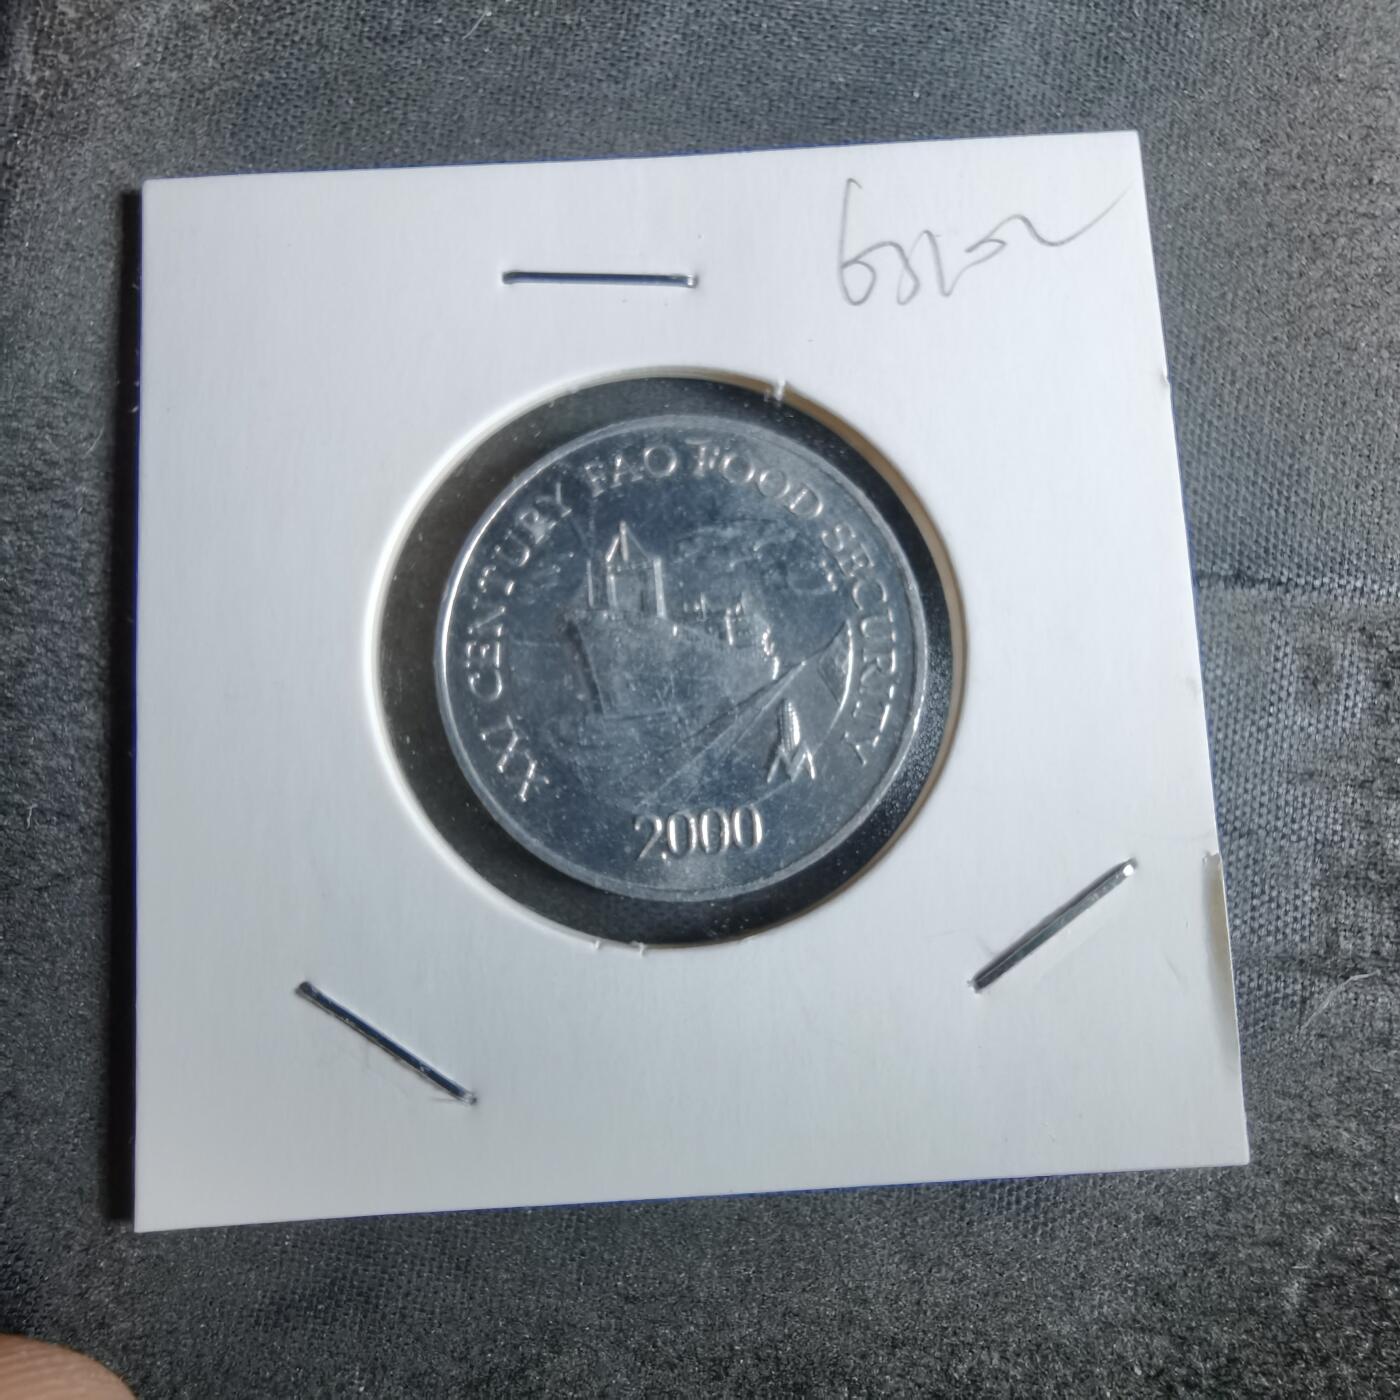 XXI CENTURY FAO FOOD SECURITY
2000